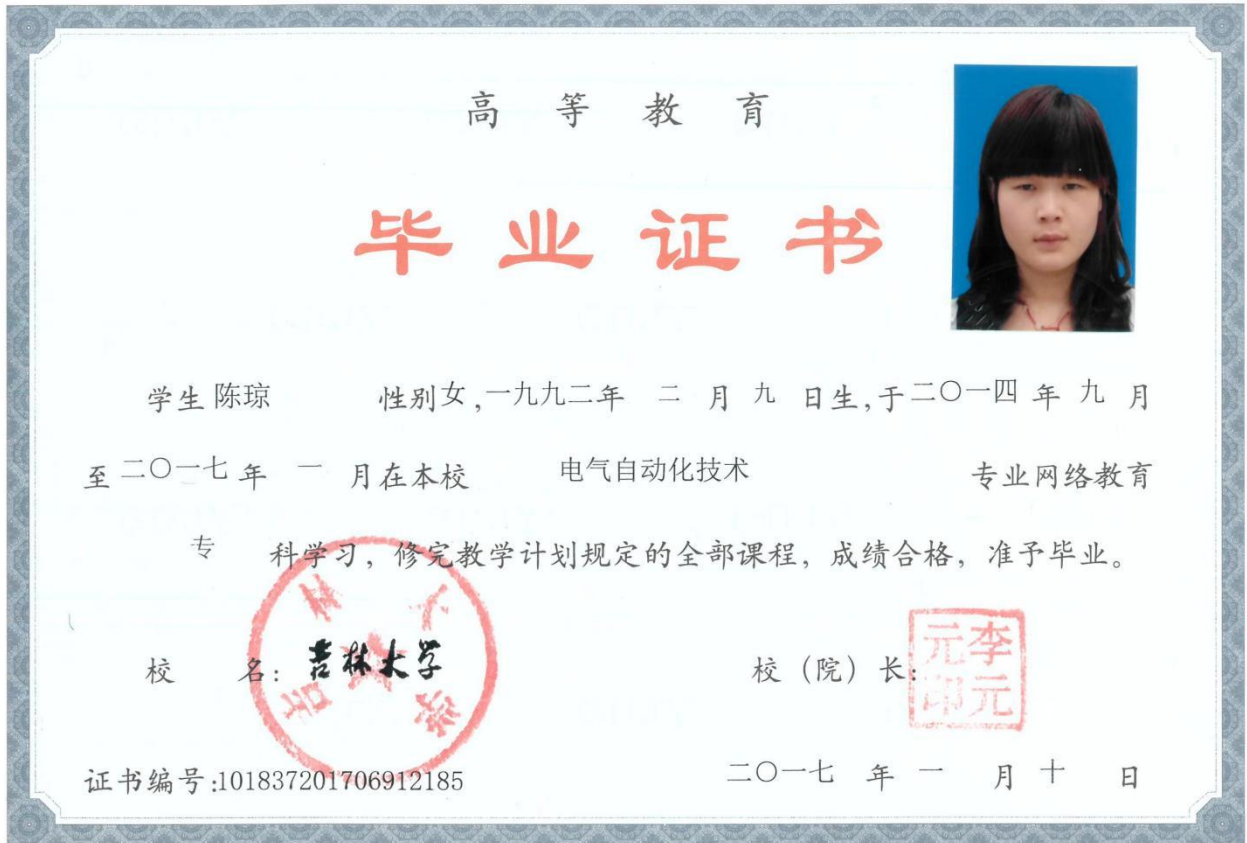 高等教育
毕业证书
学生 陈琼 性别女,一九九二年 二 月 九 日生,于二〇一四 年 九 月
至二〇一七 年 一 月在本校 电气自动化技术 专业网络教育
专 科学习，修完教学计划规定的全部课程，成绩合格，准予毕业。
校 名：吉林大学
吉林大学
校（院）长：
李元元印
证书编号:101837201706912185
二〇一七 年 一 月 十 日